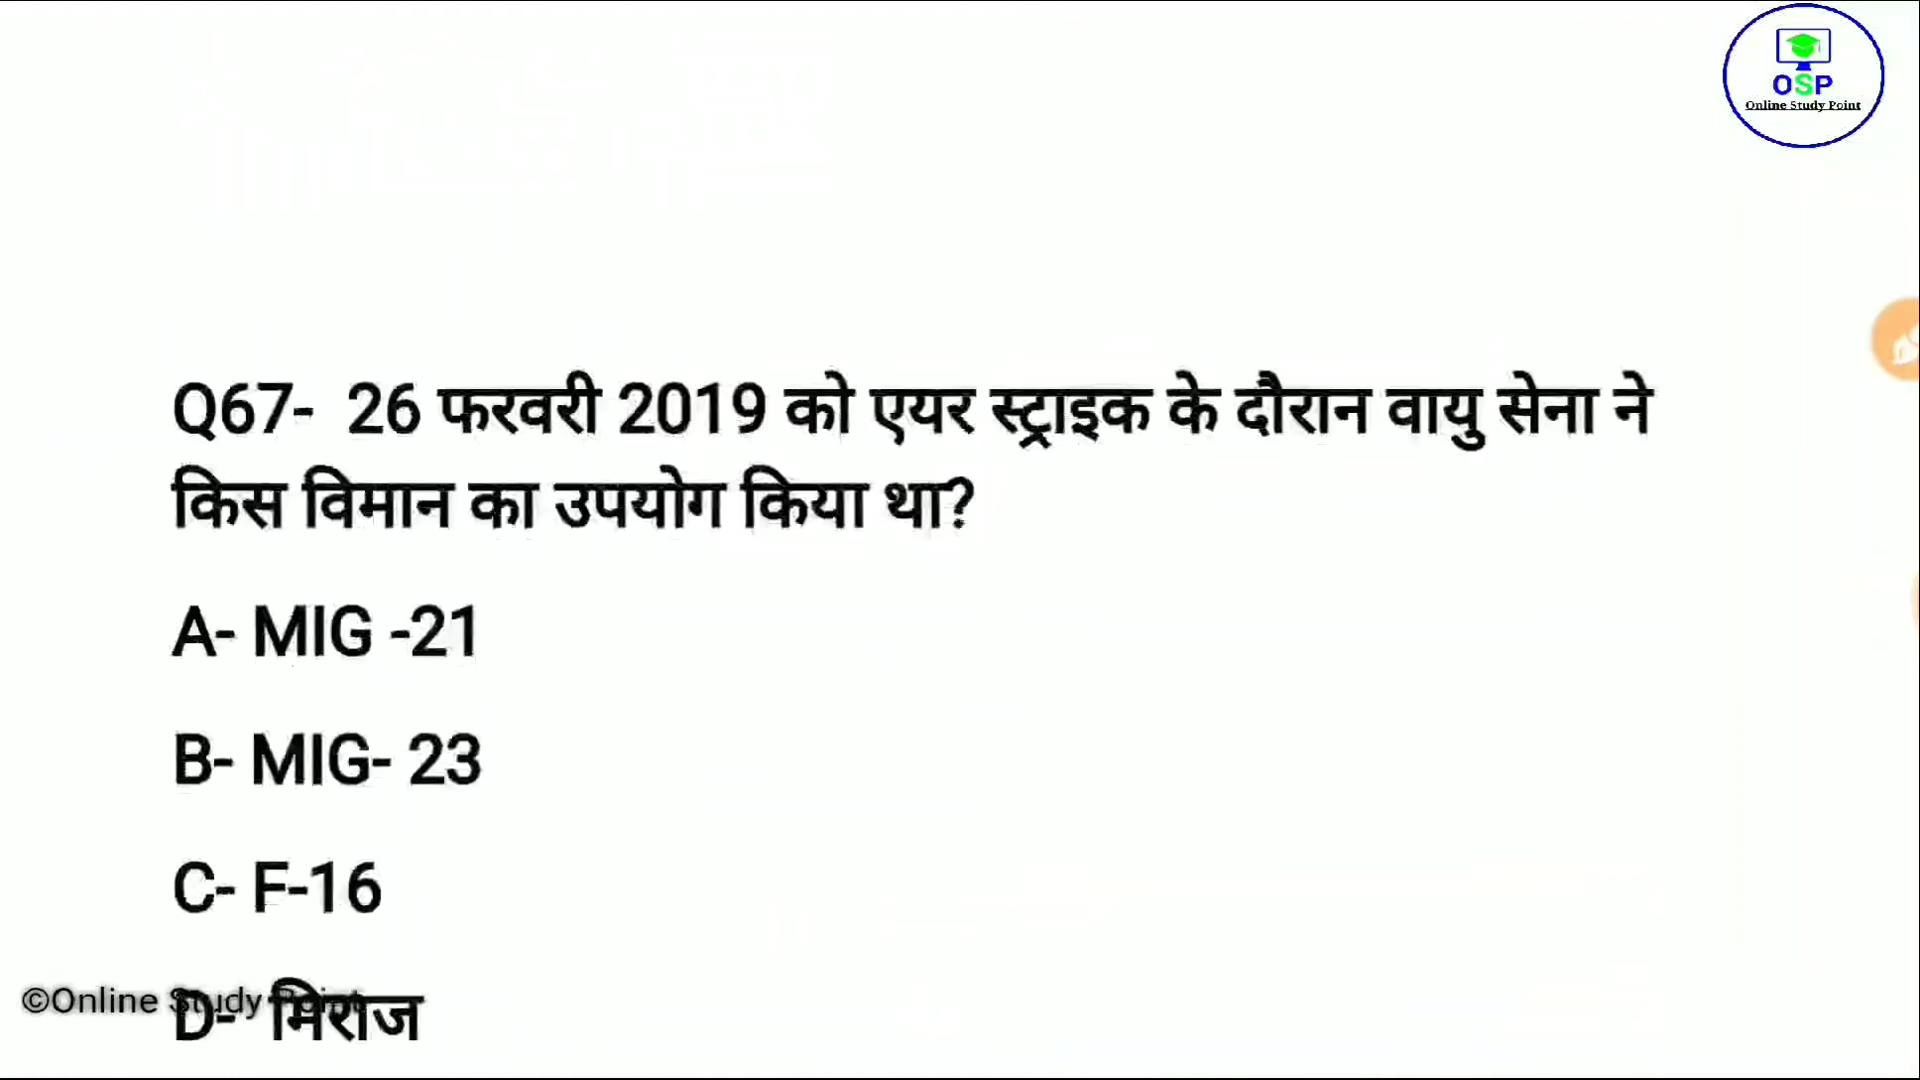 OSP
Online Study Point
Q67- 26 फरवरी 2019 को एयर स्ट्राइक के दौरान वायु सेना ने
किस विमान का उपयोग किया था?
A- MIG -21
B- MIG- 23
C- F-16
D- मिराज
©Online Study Point